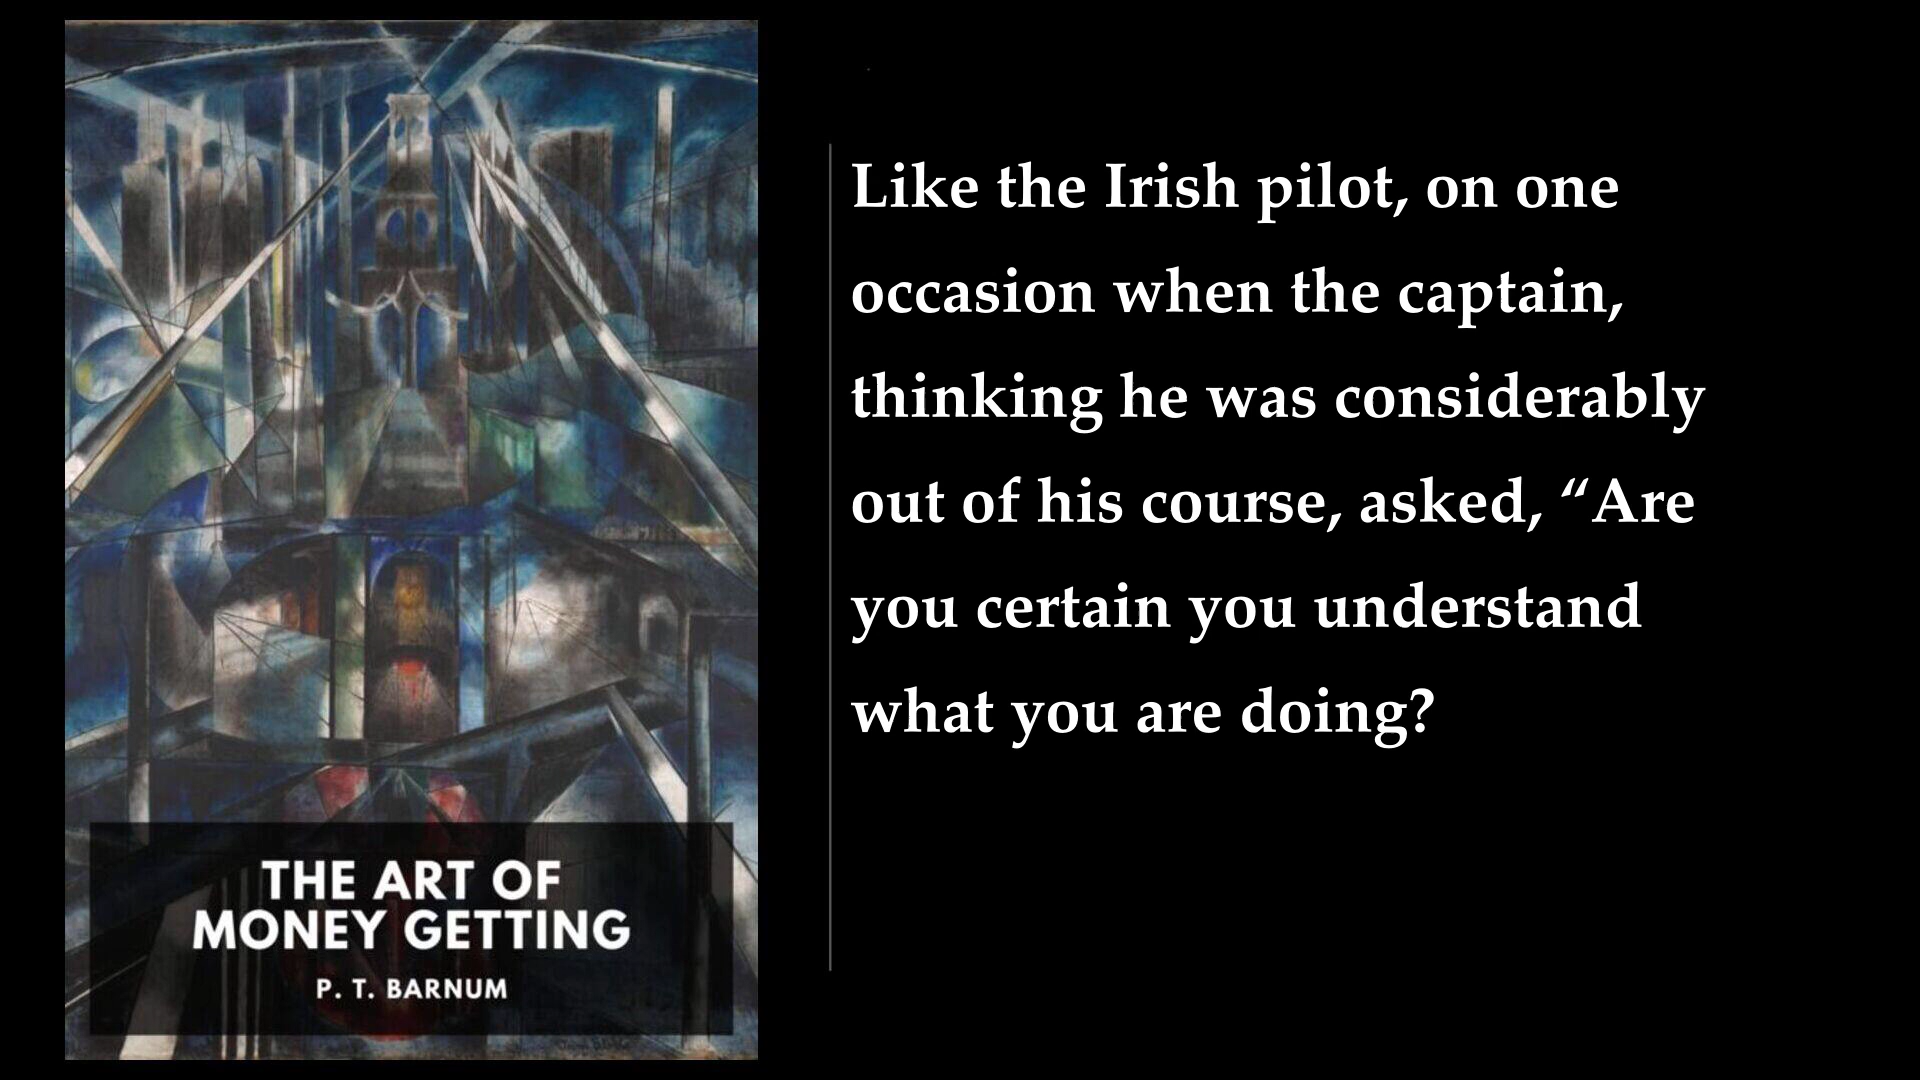 THE ART OF
MONEY GETTING
P. T. BARNUM
Like the Irish pilot, on one
occasion when the captain,
thinking he was considerably
out of his course, asked, “Are
you certain you understand
what you are doing?